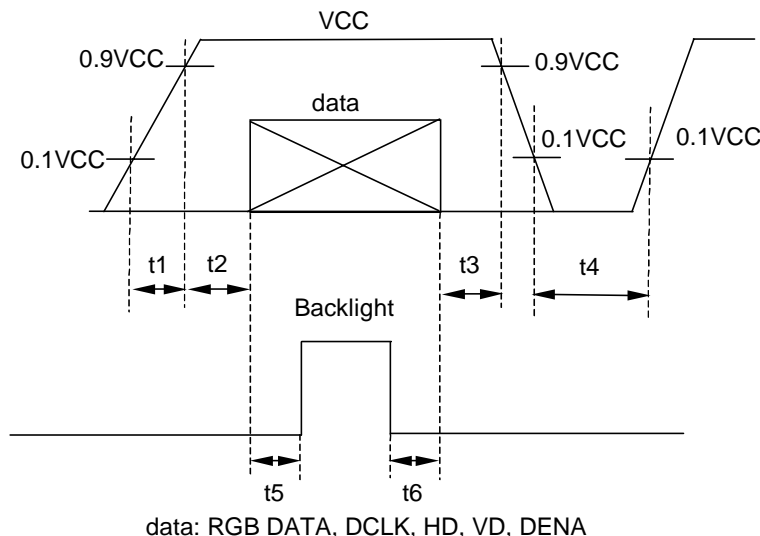 VCC
0.9VCC
0.9VCC
data
0.1VCC
0.1VCC
0.1VCC
t1
t2
t3
t4
Backlight
t5
t6
data: RGB DATA, DCLK, HD, VD, DENA